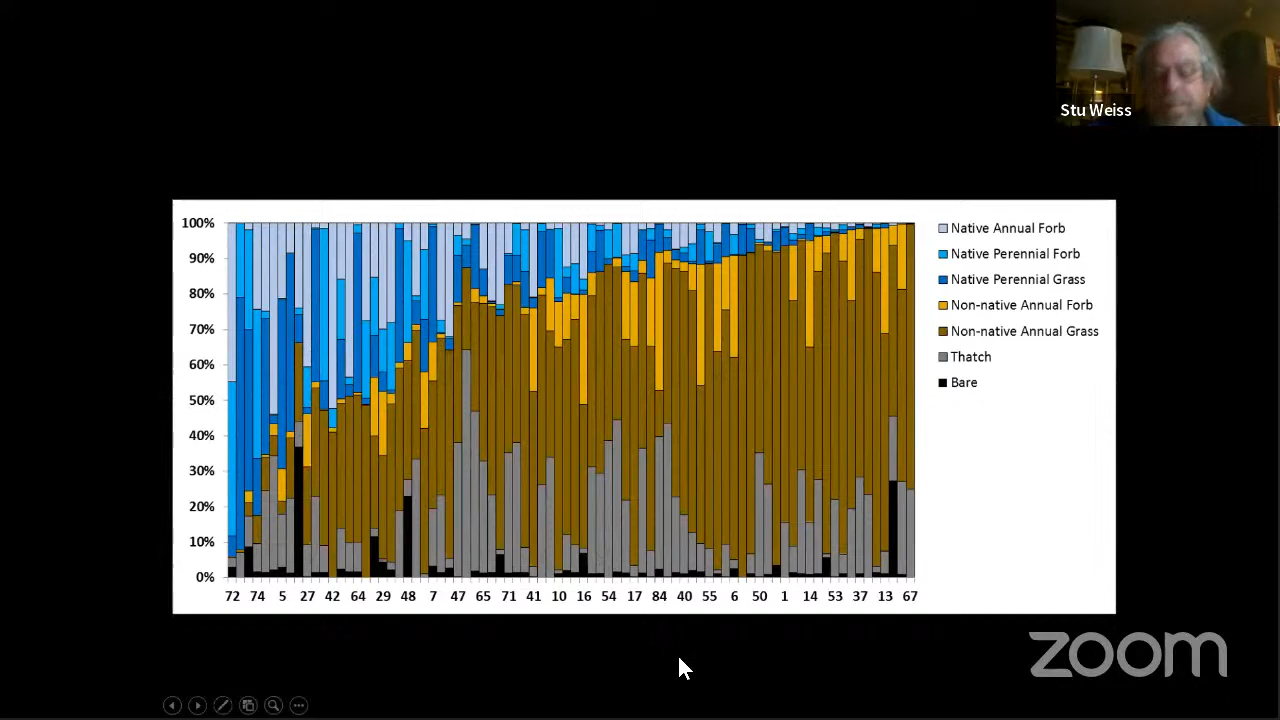 Stu Weiss
100%
90%
80%
70%
60%
50%
40%
30%
20%
10%
0%
72 74 5 27 42 64 29 48 7 47 65 71 41 10 16 54 17 84 40 55 6 50 1 14 53 37 13 67
Native Annual Forb
Native Perennial Forb
Native Perennial Grass
Non-native Annual Forb
Non-native Annual Grass
Thatch
Bare
zoom